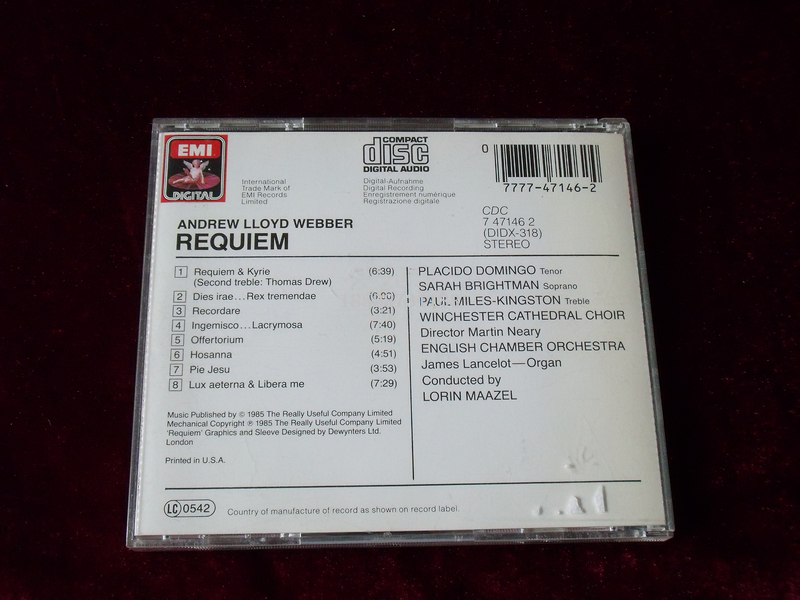 EMI
DIGITAL
International
Trade Mark of
EMI Records
Limited
COMPACT
disc
DIGITAL AUDIO
Digital-Aufnahme
Digital Recording
Enregistrement numérique
Registrazione digitale
0
7777-47146-2
CDC
7 47146 2
(DIDX-318)
STEREO
ANDREW LLOYD WEBBER
REQUIEM
1 Requiem & Kyrie (6:39)
(Second treble: Thomas Drew)
2 Dies irae... Rex tremendae
3 Recordare (3:21)
4 Ingemisco... Lacrymosa (7:40)
5 Offertorium (5:19)
6 Hosanna (4:51)
7 Pie Jesu (3:53)
8 Lux aeterna & Libera me (7:29)
PLACIDO DOMINGO Tenor
SARAH BRIGHTMAN Soprano
PAUL MILES-KINGSTON Treble
WINCHESTER CATHEDRAL CHOIR
Director Martin Neary
ENGLISH CHAMBER ORCHESTRA
James Lancelot—Organ
Conducted by
LORIN MAAZEL
Music Published by © 1985 The Really Useful Company Limited
Mechanical Copyright ℗ 1985 The Really Useful Company Limited
'Requiem' Graphics and Sleeve Designed by Dewynters Ltd.
London
Printed in U.S.A.
LC 0542
Country of manufacture of record as shown on record label.